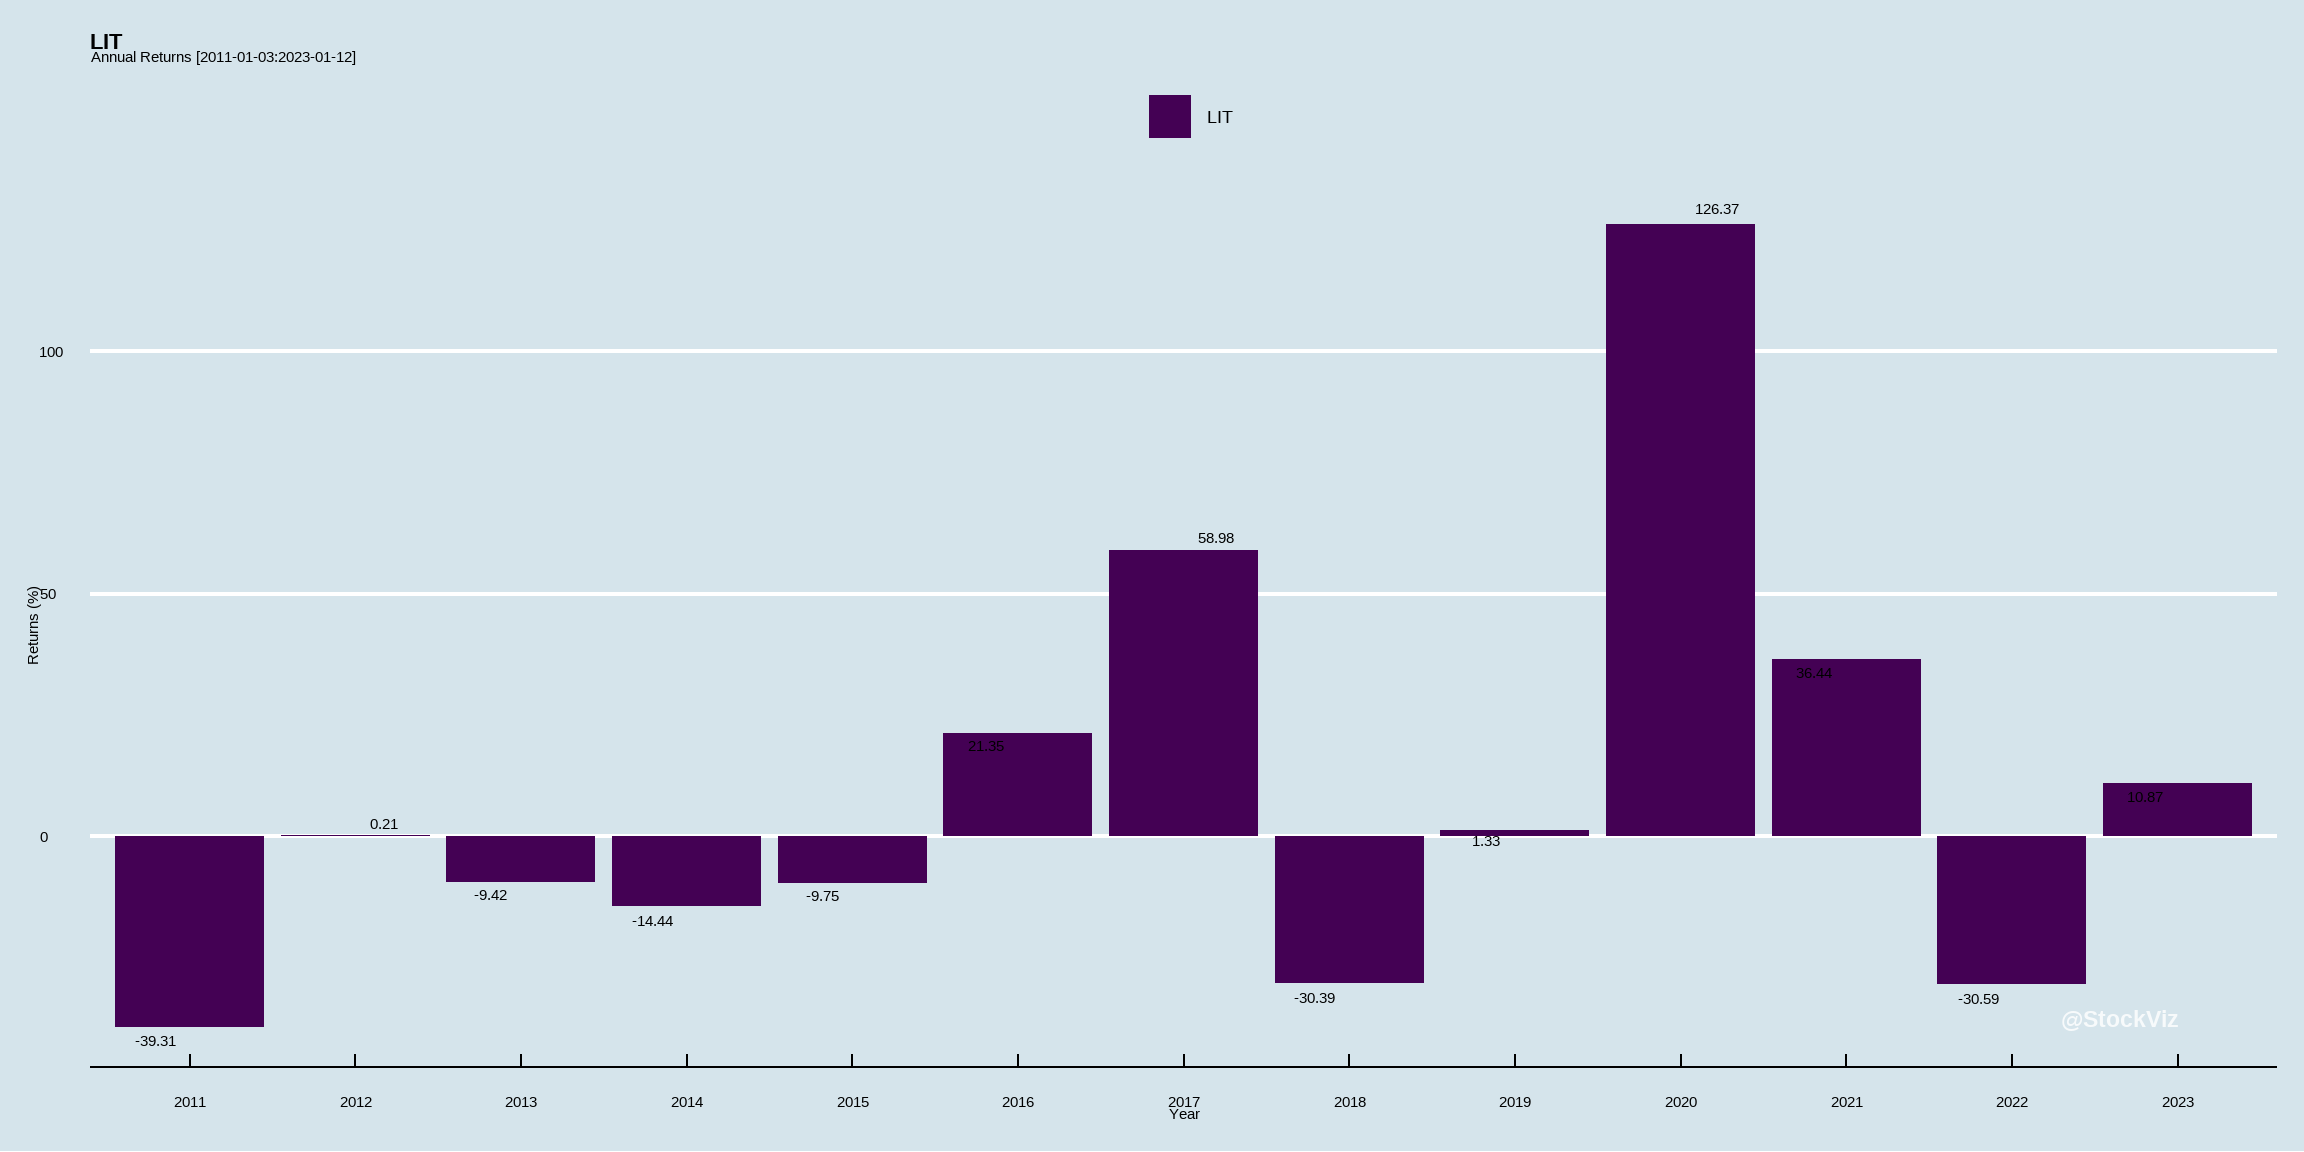 LIT
Annual Returns [2011-01-03:2023-01-12]
LIT
126.37
100
58.98
50
Returns (%)
36.44
21.35
10.87
0.21
0
1.33
-9.42
-9.75
-14.44
-30.39
-30.59
@StockViz
-39.31
2011 2012 2013 2014 2015 2016 2017 2018 2019 2020 2021 2022 2023
Year